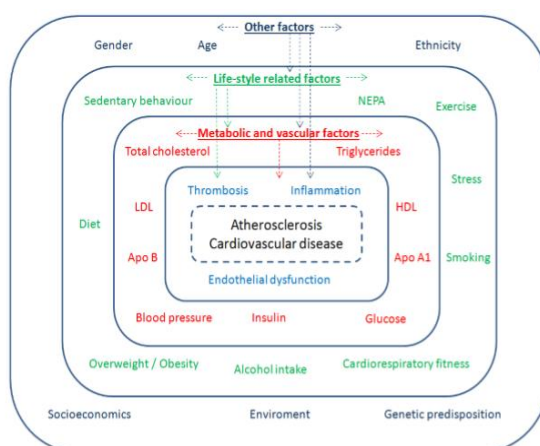 Other factors
Gender Age Ethnicity
Life-style related factors
Sedentary behaviour NEPA Exercise
Metabolic and vascular factors
Total cholesterol Triglycerides
Stress
Thrombosis Inflammation
LDL HDL
Diet
Atherosclerosis
Cardiovascular disease
Apo B Apo A1 Smoking
Endothelial dysfunction
Blood pressure Insulin Glucose
Overweight / Obesity Alcohol intake Cardiorespiratory fitness
Socioeconomics Enviroment Genetic predisposition